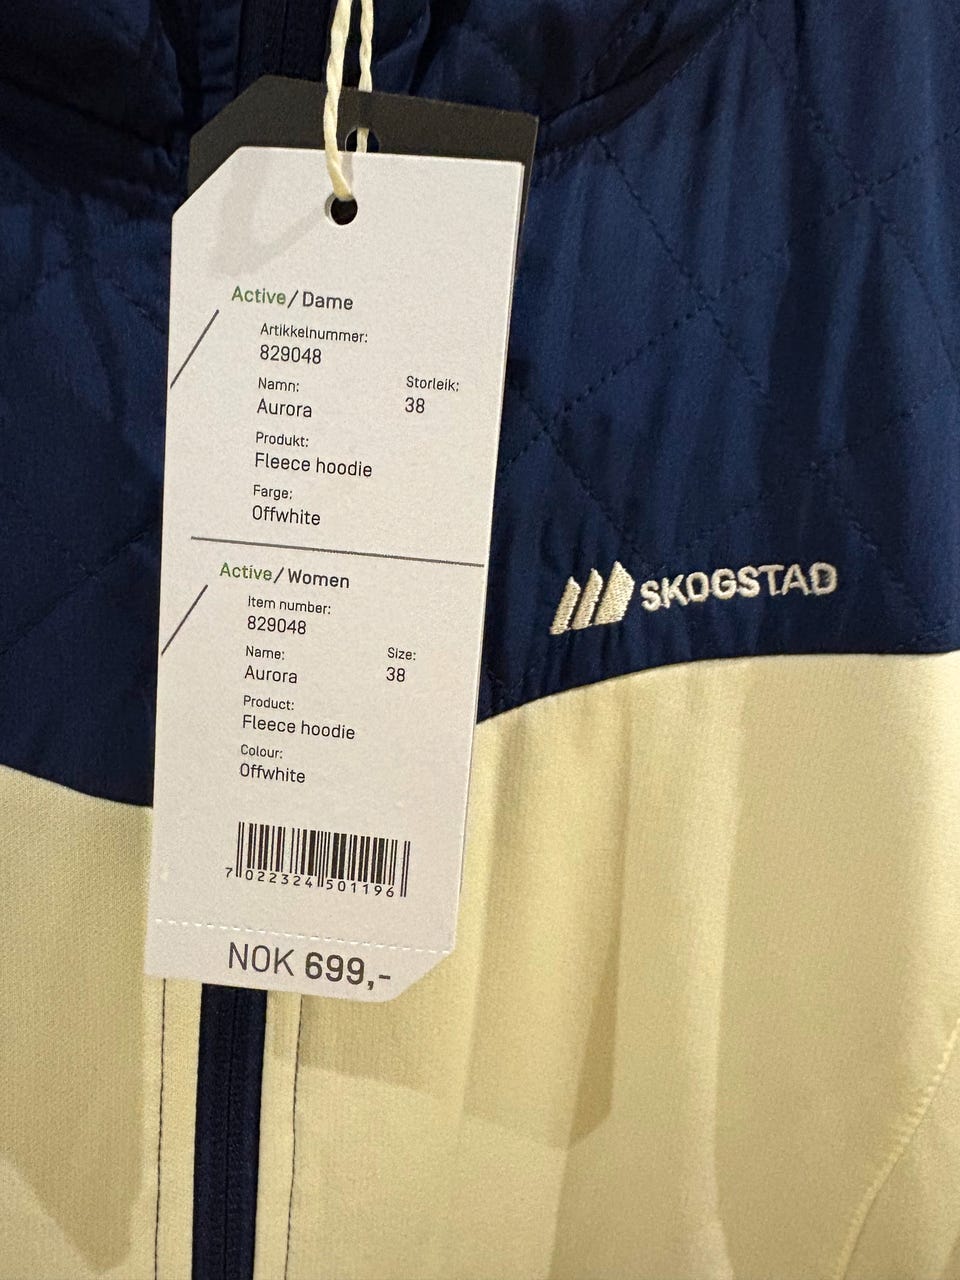 Active/Dame
Artikkelnummer:
829048
Namn: Storleik:
Aurora 38
Produkt:
Fleece hoodie
Farge:
Offwhite
Active/Women
Item number:
829048
Name: Size:
Aurora 38
Product:
Fleece hoodie
Colour:
Offwhite
7 022324 501196
NOK 699,-
SKOGSTAD